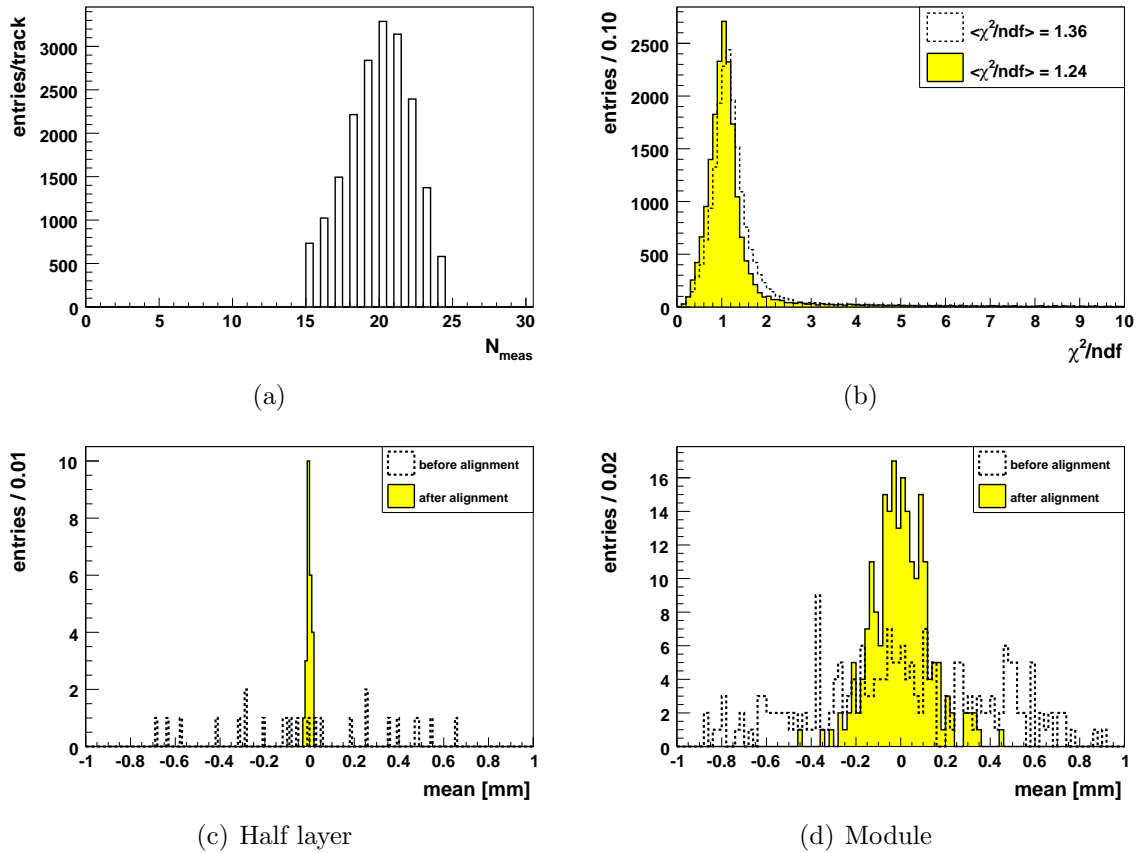 entries/track
3000
2500
2000
1500
1000
500
0
0 5 10 15 20 25 30
N_meas
(a)
entries / 0.10
2500
2000
1500
1000
500
0
<χ²/ndf> = 1.36
<χ²/ndf> = 1.24
0 1 2 3 4 5 6 7 8 9 10
χ²/ndf
(b)
entries / 0.01
10
8
6
4
2
0
before alignment
after alignment
-1 -0.8 -0.6 -0.4 -0.2 0 0.2 0.4 0.6 0.8 1
mean [mm]
(c) Half layer
entries / 0.02
16
14
12
10
8
6
4
2
0
before alignment
after alignment
-1 -0.8 -0.6 -0.4 -0.2 0 0.2 0.4 0.6 0.8 1
mean [mm]
(d) Module